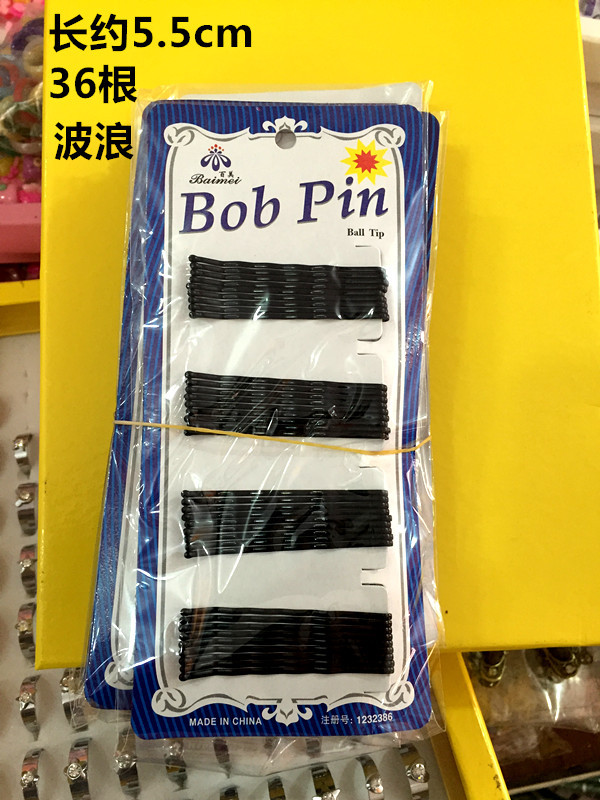 长约5.5cm
36根
波浪
百美
Baimei
Bob Pin
Ball Tip
MADE IN CHINA
注册号：1232386